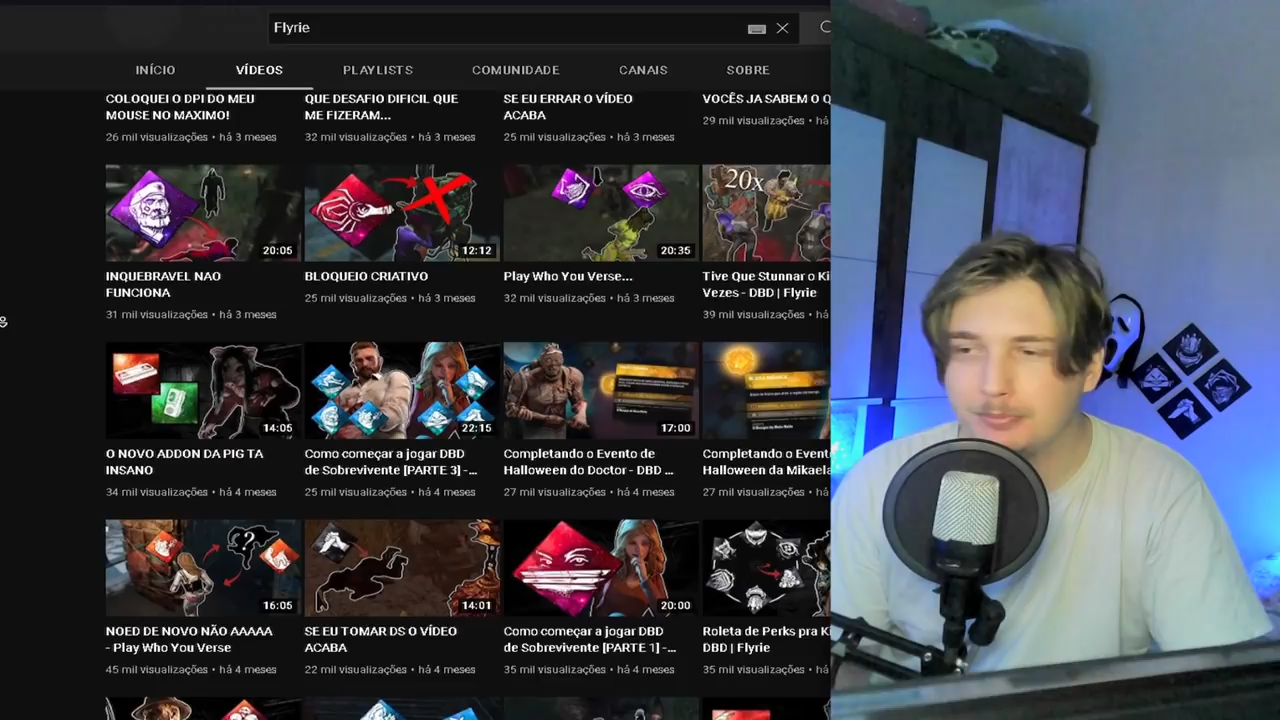 Flyrie
INÍCIO
VÍDEOS
PLAYLISTS
COMUNIDADE
CANAIS
SOBRE
COLOQUEI O DPI DO MEU
MOUSE NO MAXIMO!
26 mil visualizações • há 3 meses
QUE DESAFIO DIFICIL QUE
ME FIZERAM...
32 mil visualizações • há 3 meses
SE EU ERRAR O VÍDEO
ACABA
25 mil visualizações • há 3 meses
VOCÊS JA SABEM O Q
29 mil visualizações • há 3 me
20:05
12:12
20:35
20x
INQUEBRAVEL NAO
FUNCIONA
31 mil visualizações • há 3 meses
BLOQUEIO CRIATIVO
25 mil visualizações • há 3 meses
Play Who You Verse...
32 mil visualizações • há 3 meses
Tive Que Stunnar o Ki
Vezes - DBD | Flyrie
39 mil visualizações • há 3 me
14:05
22:15
17:00
O NOVO ADDON DA PIG TA
INSANO
34 mil visualizações • há 4 meses
Como começar a jogar DBD
de Sobrevivente [PARTE 3] -...
25 mil visualizações • há 4 meses
Completando o Evento de
Halloween do Doctor - DBD ...
27 mil visualizações • há 4 meses
Completando o Evento
Halloween da Mikaela
27 mil visualizações • há 4 me
?
16:05
14:01
20:00
NOED DE NOVO NÃO AAAAA
- Play Who You Verse
45 mil visualizações • há 4 meses
SE EU TOMAR DS O VÍDEO
ACABA
22 mil visualizações • há 4 meses
Como começar a jogar DBD
de Sobrevivente [PARTE 1] -...
35 mil visualizações • há 4 meses
Roleta de Perks pra Ki
DBD | Flyrie
35 mil visualizações • há 4 me